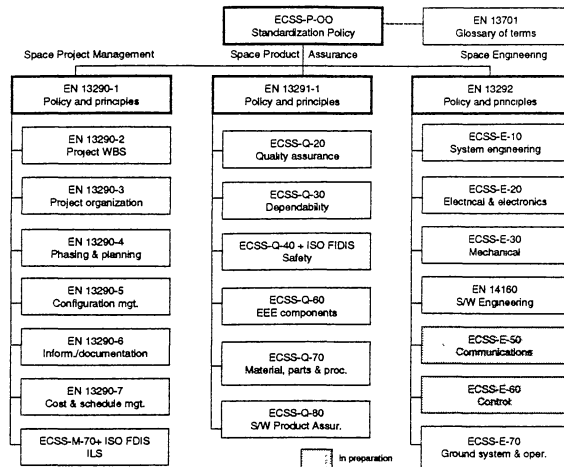 ECSS-P-OO
Standardization Policy
EN 13701
Glossary of terms
Space Project Management
Space Product Assurance
Space Engineering
EN 13290-1
Policy and principles
EN 13290-2
Project WBS
EN 13290-3
Project organization
EN 13290-4
Phasing & planning
EN 13290-5
Configuration mgt.
EN 13290-6
Inform./documentation
EN 13290-7
Cost & schedule mgt.
ECSS-M-70+ ISO FDIS
ILS
EN 13291-1
Policy and principles
ECSS-Q-20
Quality assurance
ECSS-Q-30
Dependability
ECSS-Q-40 + ISO FIDIS
Safety
ECSS-Q-60
EEE components
ECSS-Q-70
Material, parts & proc.
ECSS-Q-80
S/W Product Assur.
EN 13292
Policy and principles
ECSS-E-10
System engineering
ECSS-E-20
Electrical & electronics
ECSS-E-30
Mechanical
EN 14160
S/W Engineering
ECSS-E-50
Communications
ECSS-E-60
Control
ECSS-E-70
Ground system & oper.
In preparation